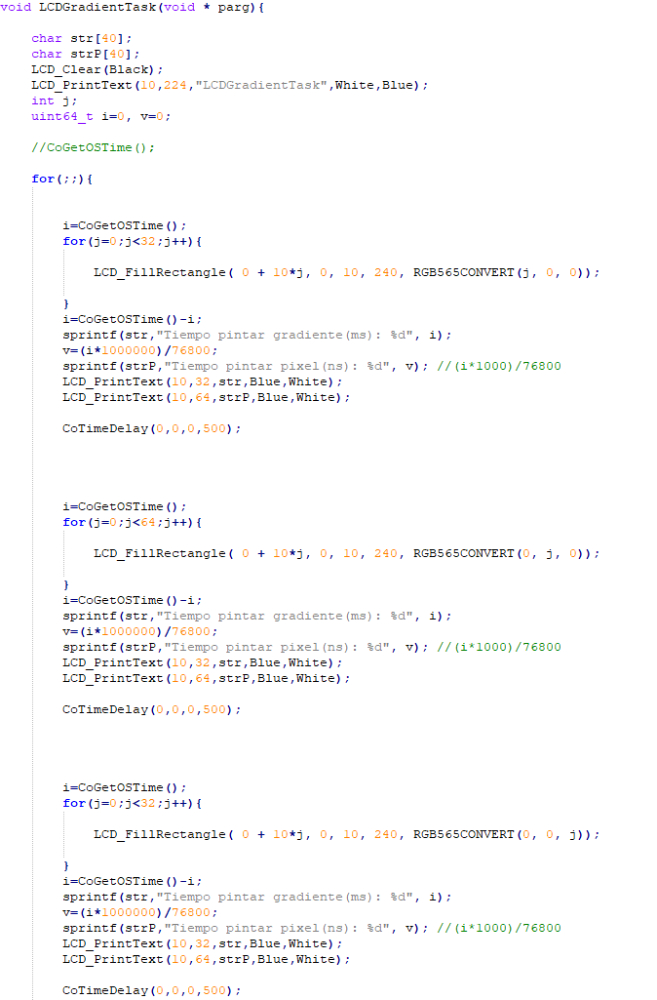 void LCDGradientTask(void * parg){
char str[40];
char strP[40];
LCD_Clear(Black);
LCD_PrintText(10,224,"LCDGradientTask",White,Blue);
int j;
uint64_t i=0, v=0;
//CoGetOSTime();
for(;;){
i=CoGetOSTime();
for(j=0;j<32;j++){
LCD_FillRectangle( 0 + 10*j, 0, 10, 240, RGB565CONVERT(j, 0, 0));
}
i=CoGetOSTime()-i;
sprintf(str,"Tiempo pintar gradiente(ms): %d", i);
v=(i*1000000)/76800;
sprintf(strP,"Tiempo pintar pixel(ns): %d", v); //(i*1000)/76800
LCD_PrintText(10,32,str,Blue,White);
LCD_PrintText(10,64,strP,Blue,White);
CoTimeDelay(0,0,0,500);
i=CoGetOSTime();
for(j=0;j<64;j++){
LCD_FillRectangle( 0 + 10*j, 0, 10, 240, RGB565CONVERT(0, j, 0));
}
i=CoGetOSTime()-i;
sprintf(str,"Tiempo pintar gradiente(ms): %d", i);
v=(i*1000000)/76800;
sprintf(strP,"Tiempo pintar pixel(ns): %d", v); //(i*1000)/76800
LCD_PrintText(10,32,str,Blue,White);
LCD_PrintText(10,64,strP,Blue,White);
CoTimeDelay(0,0,0,500);
i=CoGetOSTime();
for(j=0;j<32;j++){
LCD_FillRectangle( 0 + 10*j, 0, 10, 240, RGB565CONVERT(0, 0, j));
}
i=CoGetOSTime()-i;
sprintf(str,"Tiempo pintar gradiente(ms): %d", i);
v=(i*1000000)/76800;
sprintf(strP,"Tiempo pintar pixel(ns): %d", v); //(i*1000)/76800
LCD_PrintText(10,32,str,Blue,White);
LCD_PrintText(10,64,strP,Blue,White);
CoTimeDelay(0,0,0,500);